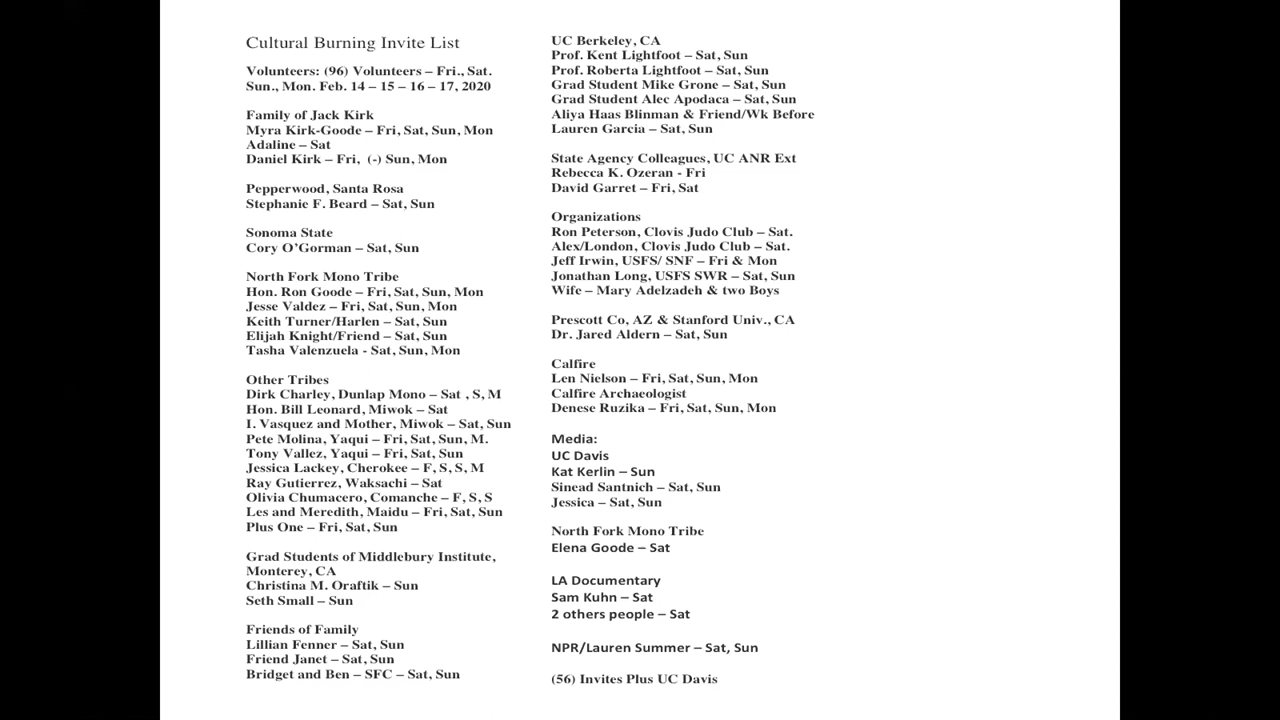 Cultural Burning Invite List
Volunteers: (96) Volunteers – Fri., Sat.
Sun., Mon. Feb. 14 – 15 – 16 – 17, 2020
Family of Jack Kirk
Myra Kirk-Goode – Fri, Sat, Sun, Mon
Adaline – Sat
Daniel Kirk – Fri, (-) Sun, Mon
Pepperwood, Santa Rosa
Stephanie F. Beard – Sat, Sun
Sonoma State
Cory O’Gorman – Sat, Sun
North Fork Mono Tribe
Hon. Ron Goode – Fri, Sat, Sun, Mon
Jesse Valdez – Fri, Sat, Sun, Mon
Keith Turner/Harlen – Sat, Sun
Elijah Knight/Friend – Sat, Sun
Tasha Valenzuela - Sat, Sun, Mon
Other Tribes
Dirk Charley, Dunlap Mono – Sat , S, M
Hon. Bill Leonard, Miwok – Sat
I. Vasquez and Mother, Miwok – Sat, Sun
Pete Molina, Yaqui – Fri, Sat, Sun, M.
Tony Vallez, Yaqui – Fri, Sat, Sun
Jessica Lackey, Cherokee – F, S, S, M
Ray Gutierrez, Waksachi – Sat
Olivia Chumacero, Comanche – F, S, S
Les and Meredith, Maidu – Fri, Sat, Sun
Plus One – Fri, Sat, Sun
Grad Students of Middlebury Institute,
Monterey, CA
Christina M. Oraftik – Sun
Seth Small – Sun
Friends of Family
Lillian Fenner – Sat, Sun
Friend Janet – Sat, Sun
Bridget and Ben – SFC – Sat, Sun
UC Berkeley, CA
Prof. Kent Lightfoot – Sat, Sun
Prof. Roberta Lightfoot – Sat, Sun
Grad Student Mike Grone – Sat, Sun
Grad Student Alec Apodaca – Sat, Sun
Aliya Haas Blinman & Friend/Wk Before
Lauren Garcia – Sat, Sun
State Agency Colleagues, UC ANR Ext
Rebecca K. Ozeran - Fri
David Garret – Fri, Sat
Organizations
Ron Peterson, Clovis Judo Club – Sat.
Alex/London, Clovis Judo Club – Sat.
Jeff Irwin, USFS/ SNF – Fri & Mon
Jonathan Long, USFS SWR – Sat, Sun
Wife – Mary Adelzadeh & two Boys
Prescott Co, AZ & Stanford Univ., CA
Dr. Jared Aldern – Sat, Sun
Calfire
Len Nielson – Fri, Sat, Sun, Mon
Calfire Archaeologist
Denese Ruzika – Fri, Sat, Sun, Mon
Media:
UC Davis
Kat Kerlin – Sun
Sinead Santnich – Sat, Sun
Jessica – Sat, Sun
North Fork Mono Tribe
Elena Goode – Sat
LA Documentary
Sam Kuhn – Sat
2 others people – Sat
NPR/Lauren Summer – Sat, Sun
(56) Invites Plus UC Davis